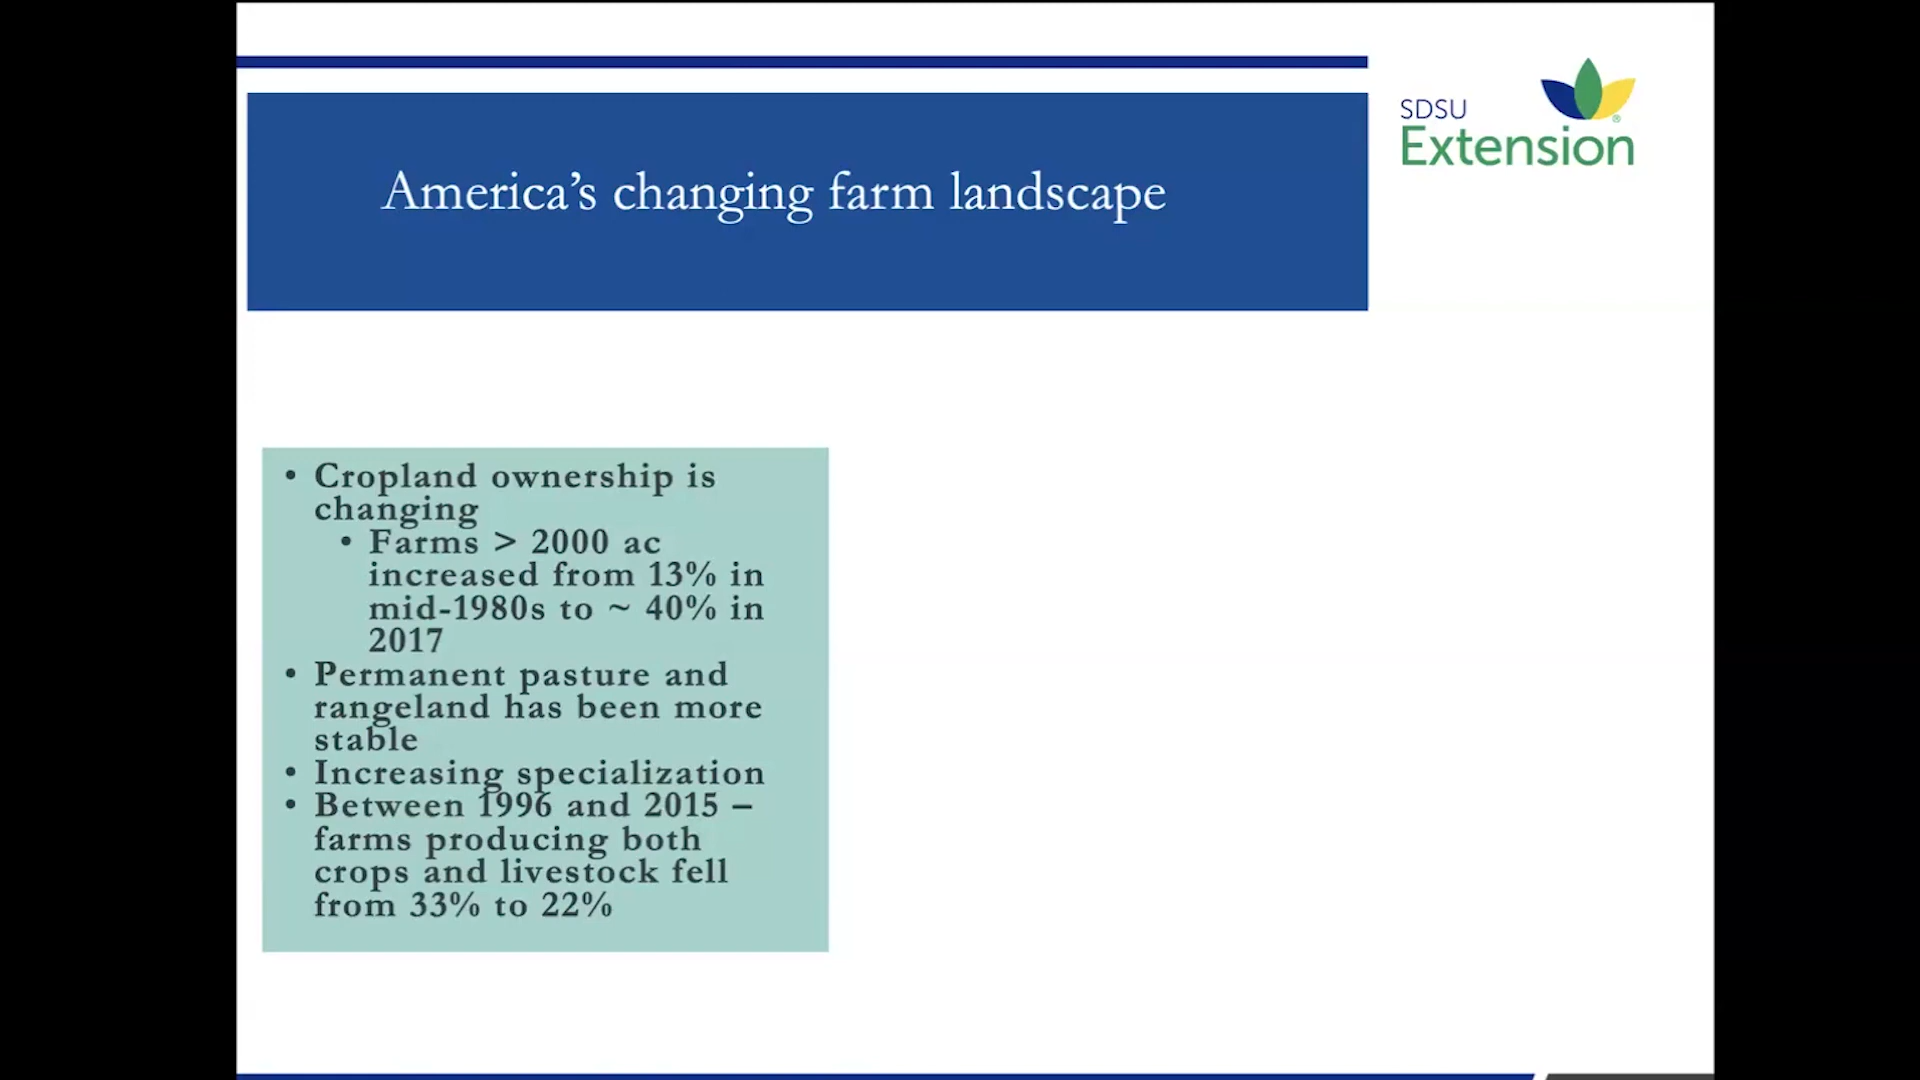 SDSU
Extension
America’s changing farm landscape
• Cropland ownership is
changing
• Farms > 2000 ac
increased from 13% in
mid-1980s to ~ 40% in
2017
• Permanent pasture and
rangeland has been more
stable
• Increasing specialization
• Between 1996 and 2015 –
farms producing both
crops and livestock fell
from 33% to 22%